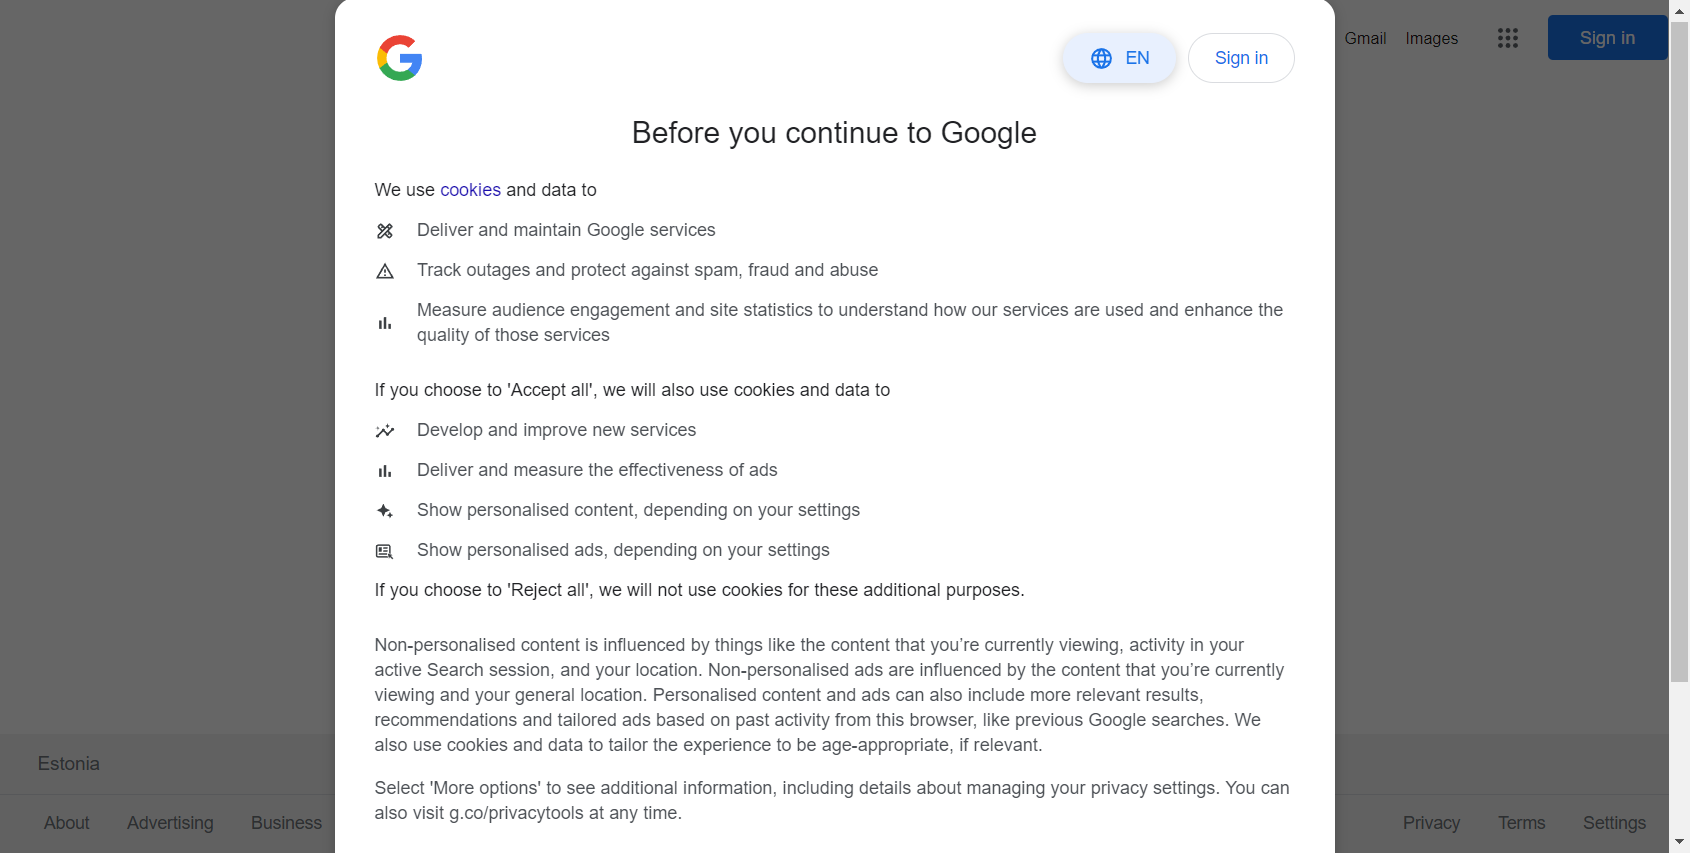 Gmail Images Sign in
EN Sign in
Before you continue to Google
We use cookies and data to
Deliver and maintain Google services
Track outages and protect against spam, fraud and abuse
Measure audience engagement and site statistics to understand how our services are used and enhance the
quality of those services
If you choose to 'Accept all', we will also use cookies and data to
Develop and improve new services
Deliver and measure the effectiveness of ads
Show personalised content, depending on your settings
Show personalised ads, depending on your settings
If you choose to 'Reject all', we will not use cookies for these additional purposes.
Non-personalised content is influenced by things like the content that you’re currently viewing, activity in your
active Search session, and your location. Non-personalised ads are influenced by the content that you’re currently
viewing and your general location. Personalised content and ads can also include more relevant results,
recommendations and tailored ads based on past activity from this browser, like previous Google searches. We
also use cookies and data to tailor the experience to be age-appropriate, if relevant.
Select 'More options' to see additional information, including details about managing your privacy settings. You can
also visit g.co/privacytools at any time.
Estonia
About Advertising Business Privacy Terms Settings